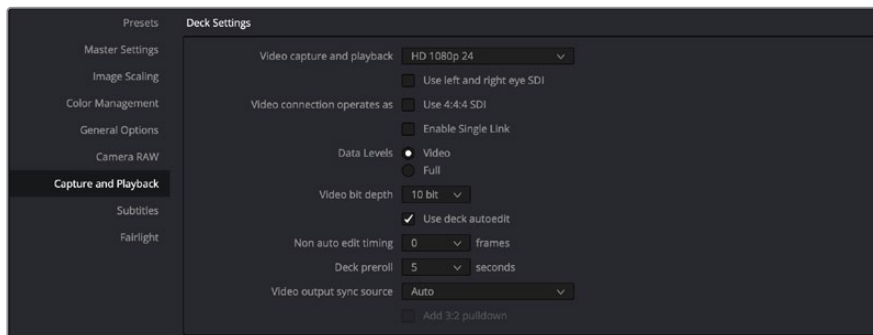 Presets
Master Settings
Image Scaling
Color Management
General Options
Camera RAW
Capture and Playback
Subtitles
Fairlight
Deck Settings
Video capture and playback HD 1080p 24
Use left and right eye SDI
Video connection operates as Use 4:4:4 SDI
Enable Single Link
Data Levels Video
Full
Video bit depth 10 bit
Use deck autoedit
Non auto edit timing 0 frames
Deck preroll 5 seconds
Video output sync source Auto
Add 3:2 pulldown